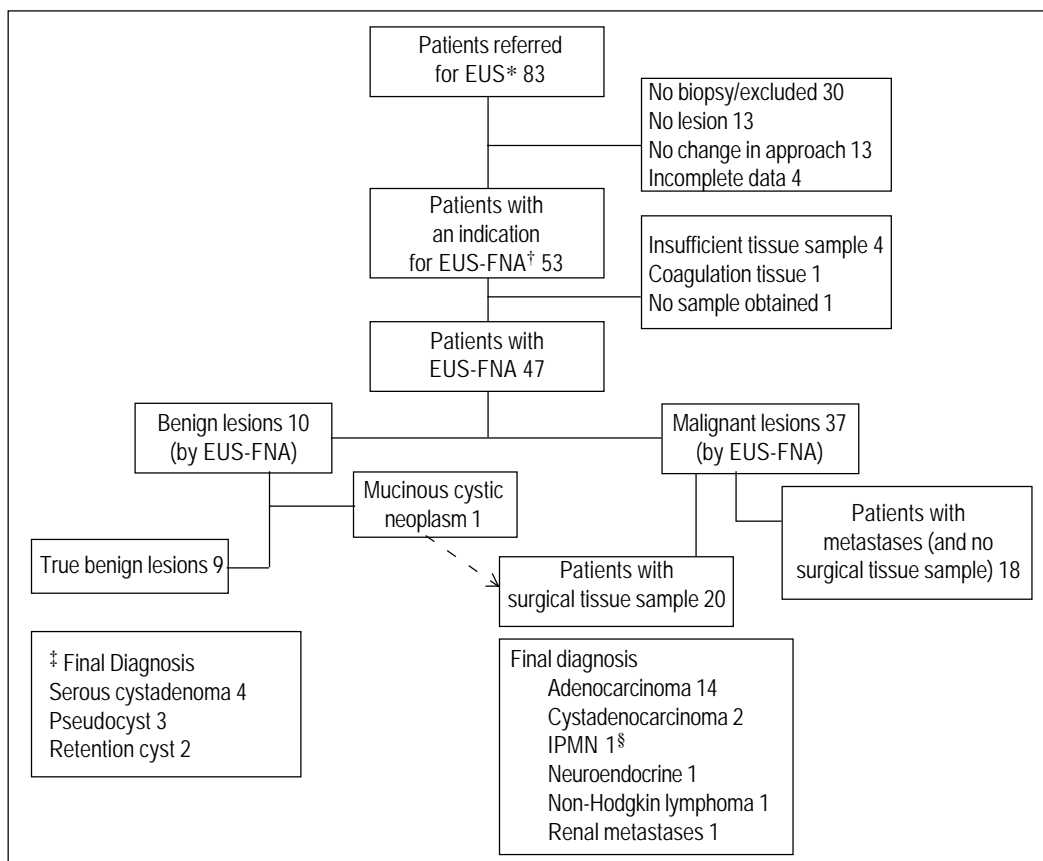 Patients referred
for EUS* 83
No biopsy/excluded 30
No lesion 13
No change in approach 13
Incomplete data 4
Patients with
an indication
for EUS-FNA† 53
Insufficient tissue sample 4
Coagulation tissue 1
No sample obtained 1
Patients with
EUS-FNA 47
Benign lesions 10
(by EUS-FNA)
Malignant lesions 37
(by EUS-FNA)
Mucinous cystic
neoplasm 1
Patients with
metastases (and no
surgical tissue sample) 18
True benign lesions 9
Patients with
surgical tissue sample 20
‡ Final Diagnosis
Serous cystadenoma 4
Pseudocyst 3
Retention cyst 2
Final diagnosis
Adenocarcinoma 14
Cystadenocarcinoma 2
IPMN 1§
Neuroendocrine 1
Non-Hodgkin lymphoma 1
Renal metastases 1